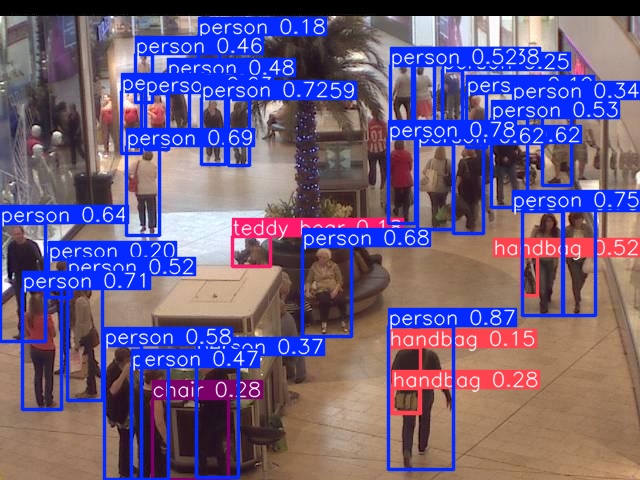 person 0.18
person 0.46
person 0.48
person 0.5238
0.25
person 0.34
person 0.53
person 0.7259
person 0.78
0.62
0.62
person 0.69
person 0.75
person 0.64
teddy bear
person 0.68
handbag 0.52
person 0.20
person 0.52
person 0.71
person 0.87
person 0.58
person 0.37
handbag 0.15
person 0.47
handbag 0.28
chair 0.28